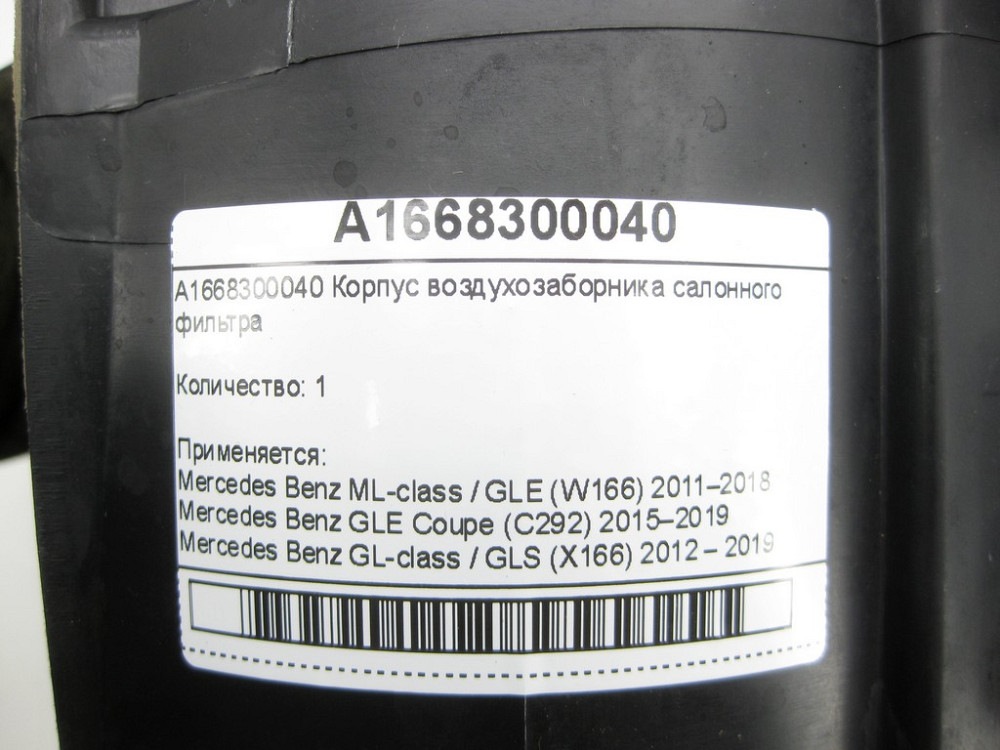 A1668300040
A1668300040 Корпус воздухозаборника салонного
фильтра
Количество: 1
Применяется:
Mercedes Benz ML-class / GLE (W166) 2011–2018
Mercedes Benz GLE Coupe (C292) 2015–2019
Mercedes Benz GL-class / GLS (X166) 2012 – 2019